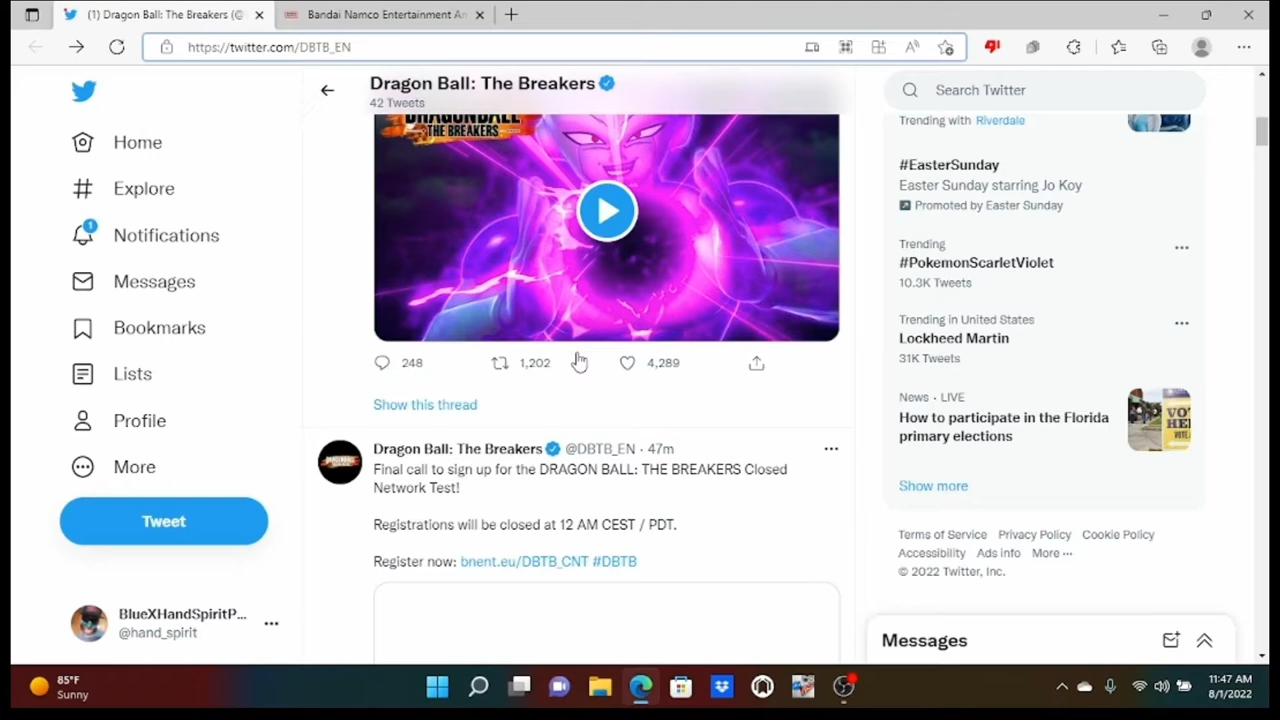 (1) Dragon Ball: The Breakers (@
Bandai Namco Entertainment Am
https://twitter.com/DBTB_EN
Home
Explore
1
Notifications
Messages
Bookmarks
Lists
Profile
More
Tweet
BlueXHandSpiritP...
@hand_spirit
Dragon Ball: The Breakers
42 Tweets
DRAGONBALL
THE BREAKERS
248
1,202
4,289
Show this thread
Dragon Ball: The Breakers @DBTB_EN · 47m
Final call to sign up for the DRAGON BALL: THE BREAKERS Closed
Network Test!
Registrations will be closed at 12 AM CEST / PDT.
Register now: bnent.eu/DBTB_CNT #DBTB
Search Twitter
Trending with Riverdale
#EasterSunday
Easter Sunday starring Jo Koy
Promoted by Easter Sunday
Trending
#PokemonScarletViolet
10.3K Tweets
Trending in United States
Lockheed Martin
31K Tweets
News · LIVE
How to participate in the Florida
primary elections
Show more
Terms of Service Privacy Policy Cookie Policy
Accessibility Ads info More ···
© 2022 Twitter, Inc.
Messages
85°F
Sunny
11:47 AM
8/1/2022